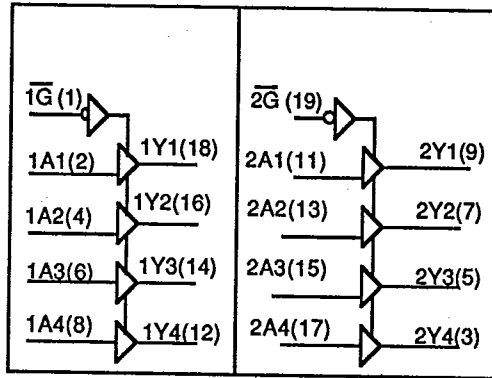 1G̅ (1)
1A1(2) 1Y1(18)
1A2(4) 1Y2(16)
1A3(6) 1Y3(14)
1A4(8) 1Y4(12)
2G̅ (19)
2A1(11) 2Y1(9)
2A2(13) 2Y2(7)
2A3(15) 2Y3(5)
2A4(17) 2Y4(3)